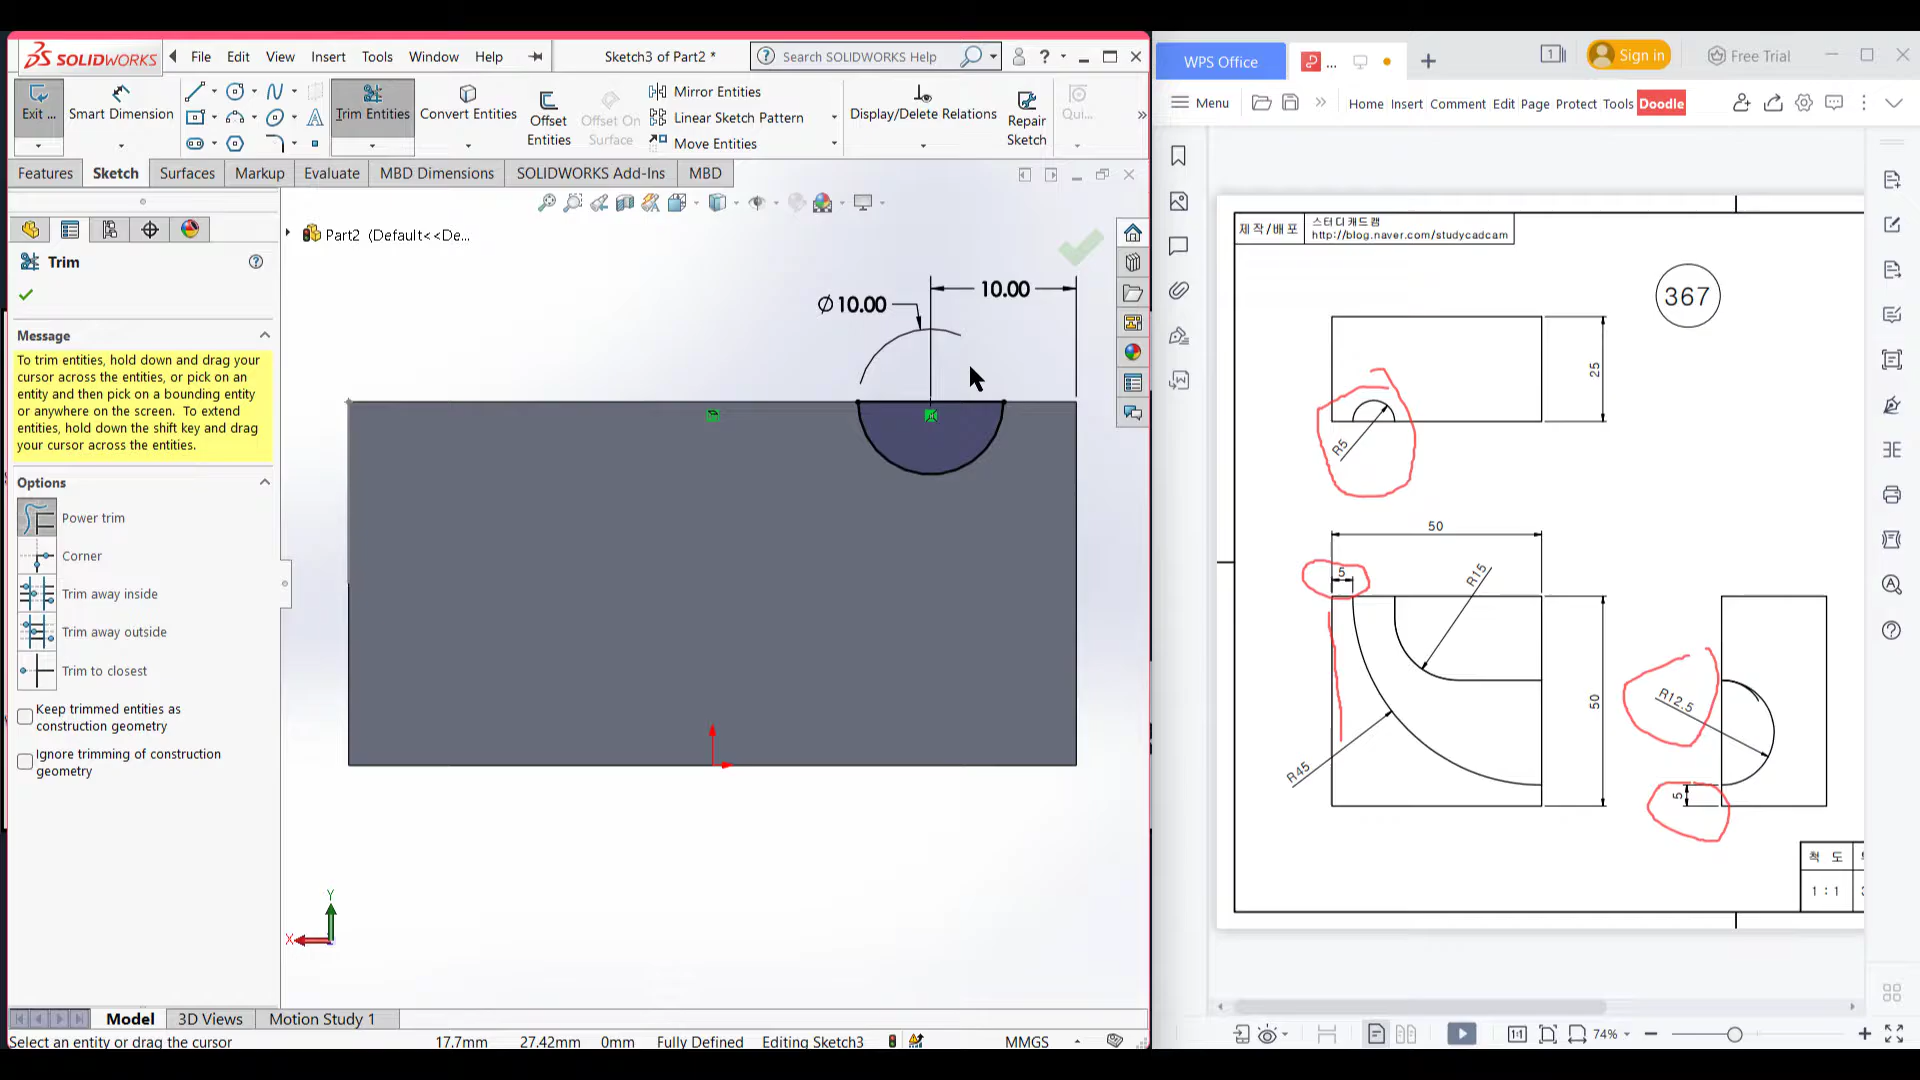 SOLIDWORKS
File Edit View Insert Tools Window Help
Sketch3 of Part2 *
Search SOLIDWORKS Help
Exit ...
Smart Dimension
Trim Entities
Convert Entities
Offset Entities
Offset On Surface
Mirror Entities
Linear Sketch Pattern
Move Entities
Display/Delete Relations
Repair Sketch
Qui...
Features Sketch Surfaces Markup Evaluate MBD Dimensions SOLIDWORKS Add-Ins MBD
Part2 (Default<<De...
Trim
Message
To trim entities, hold down and drag your
cursor across the entities, or pick on an
entity and then pick on a bounding entity
or anywhere on the screen. To extend
entities, hold down the shift key and drag
your cursor across the entities.
Options
Power trim
Corner
Trim away inside
Trim away outside
Trim to closest
Keep trimmed entities as
construction geometry
Ignore trimming of construction
geometry
Ø10.00
10.00
Y
X
Model 3D Views Motion Study 1
Select an entity or drag the cursor 17.7mm 27.42mm 0mm Fully Defined Editing Sketch3 MMGS
WPS Office
...
1
Sign in
Free Trial
Menu
Home Insert Comment Edit Page Protect Tools Doodle
제작/배포
스터디캐드캠
http://blog.naver.com/studycadcam
367
25
R5
50
5
R15
50
R45
R12.5
5
척 도
1 : 1
1:1
74%